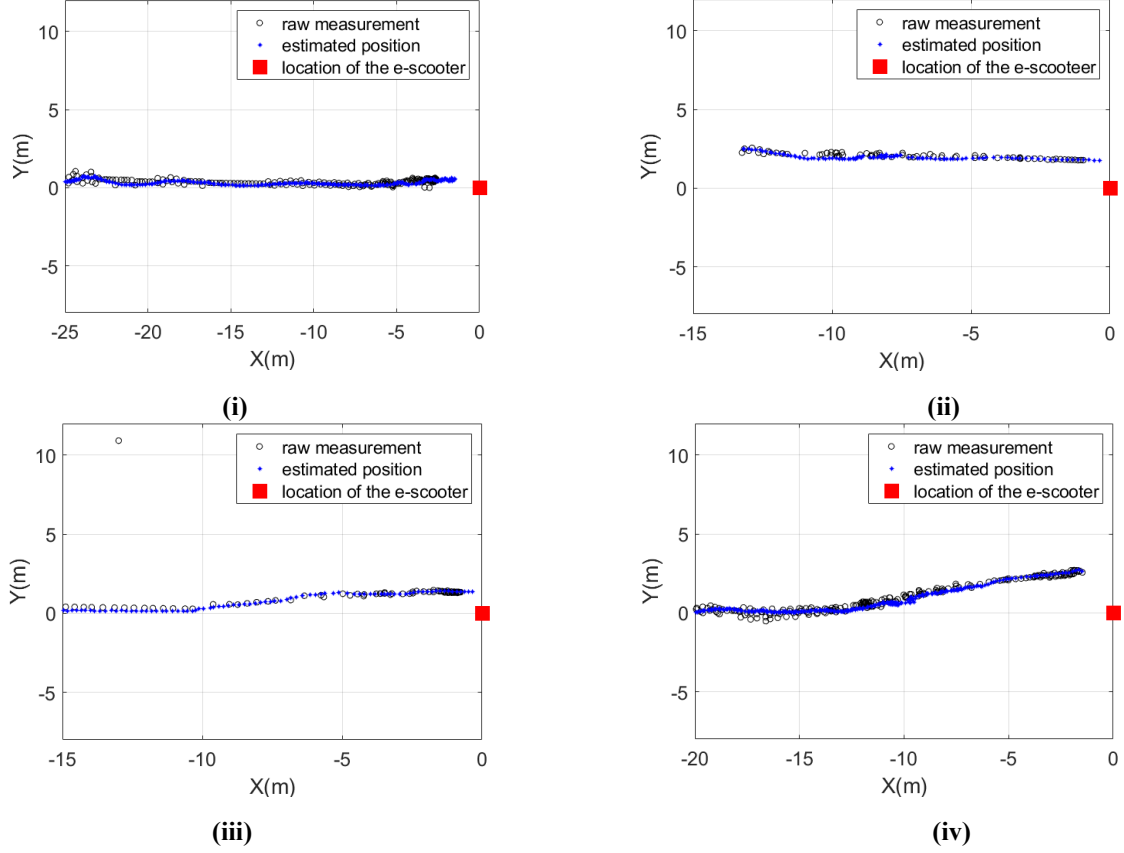 10
5
0
-5
Y(m)
raw measurement
estimated position
location of the e-scooter
-25
-20
-15
-10
-5
0
X(m)
(i)
10
5
0
-5
Y(m)
raw measurement
estimated position
location of the e-scooteer
-15
-10
-5
0
X(m)
(ii)
10
5
0
-5
Y(m)
raw measurement
estimated position
location of the e-scooter
-15
-10
-5
0
X(m)
(iii)
10
5
0
-5
Y(m)
raw measurement
estimated position
location of the e-scooter
-20
-15
-10
-5
0
X(m)
(iv)